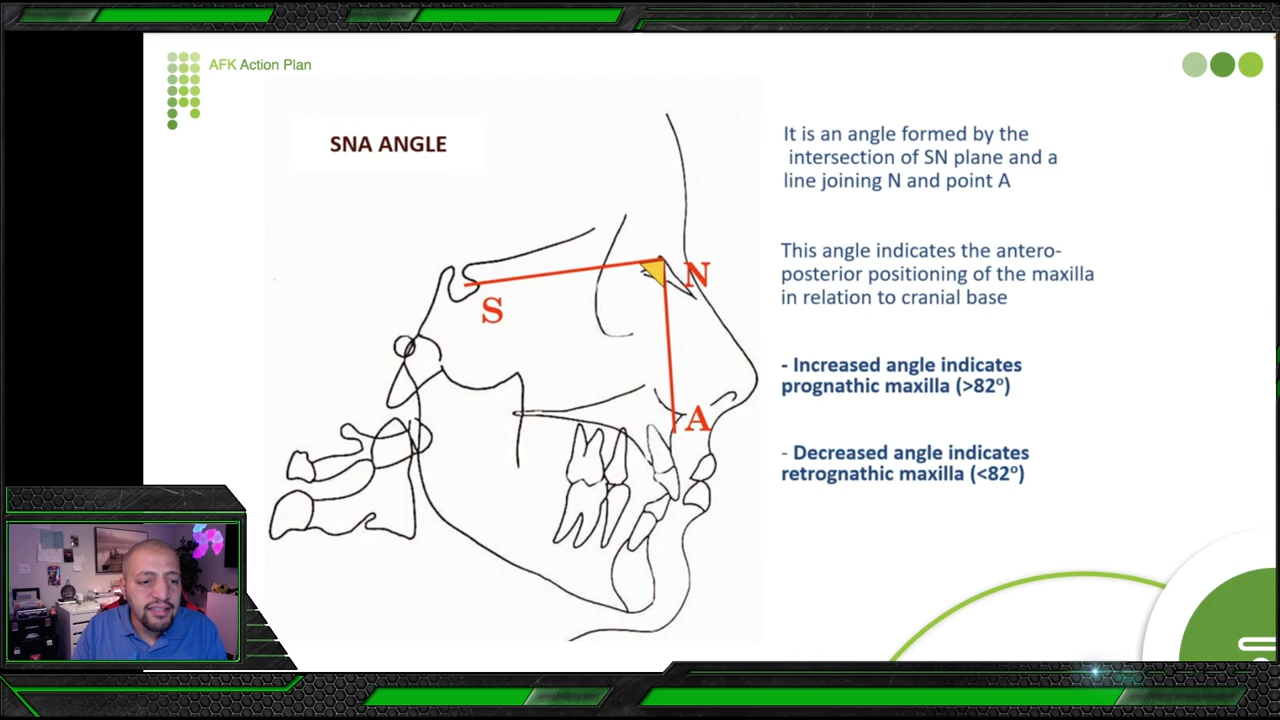 AFK Action Plan
SNA ANGLE
It is an angle formed by the
intersection of SN plane and a
line joining N and point A
This angle indicates the antero-
posterior positioning of the maxilla
in relation to cranial base
- Increased angle indicates
prognathic maxilla (>82°)
- Decreased angle indicates
retrognathic maxilla (<82°)
N
S
A